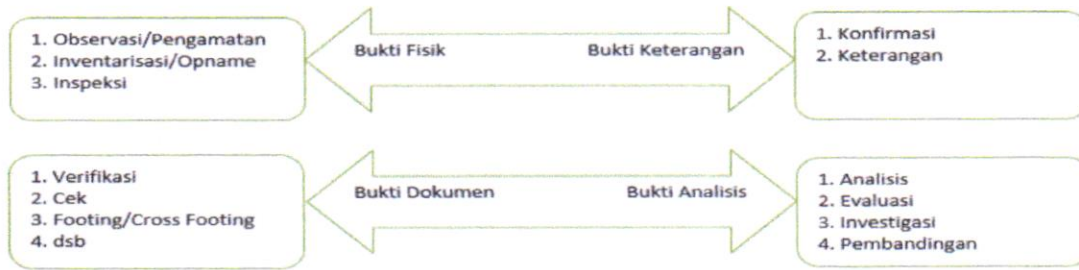 1. Observasi/Pengamatan
2. Inventarisasi/Opname
3. Inspeksi
Bukti Fisik
Bukti Keterangan
1. Konfirmasi
2. Keterangan
1. Verifikasi
2. Cek
3. Footing/Cross Footing
4. dsb
Bukti Dokumen
Bukti Analisis
1. Analisis
2. Evaluasi
3. Investigasi
4. Pembandingan